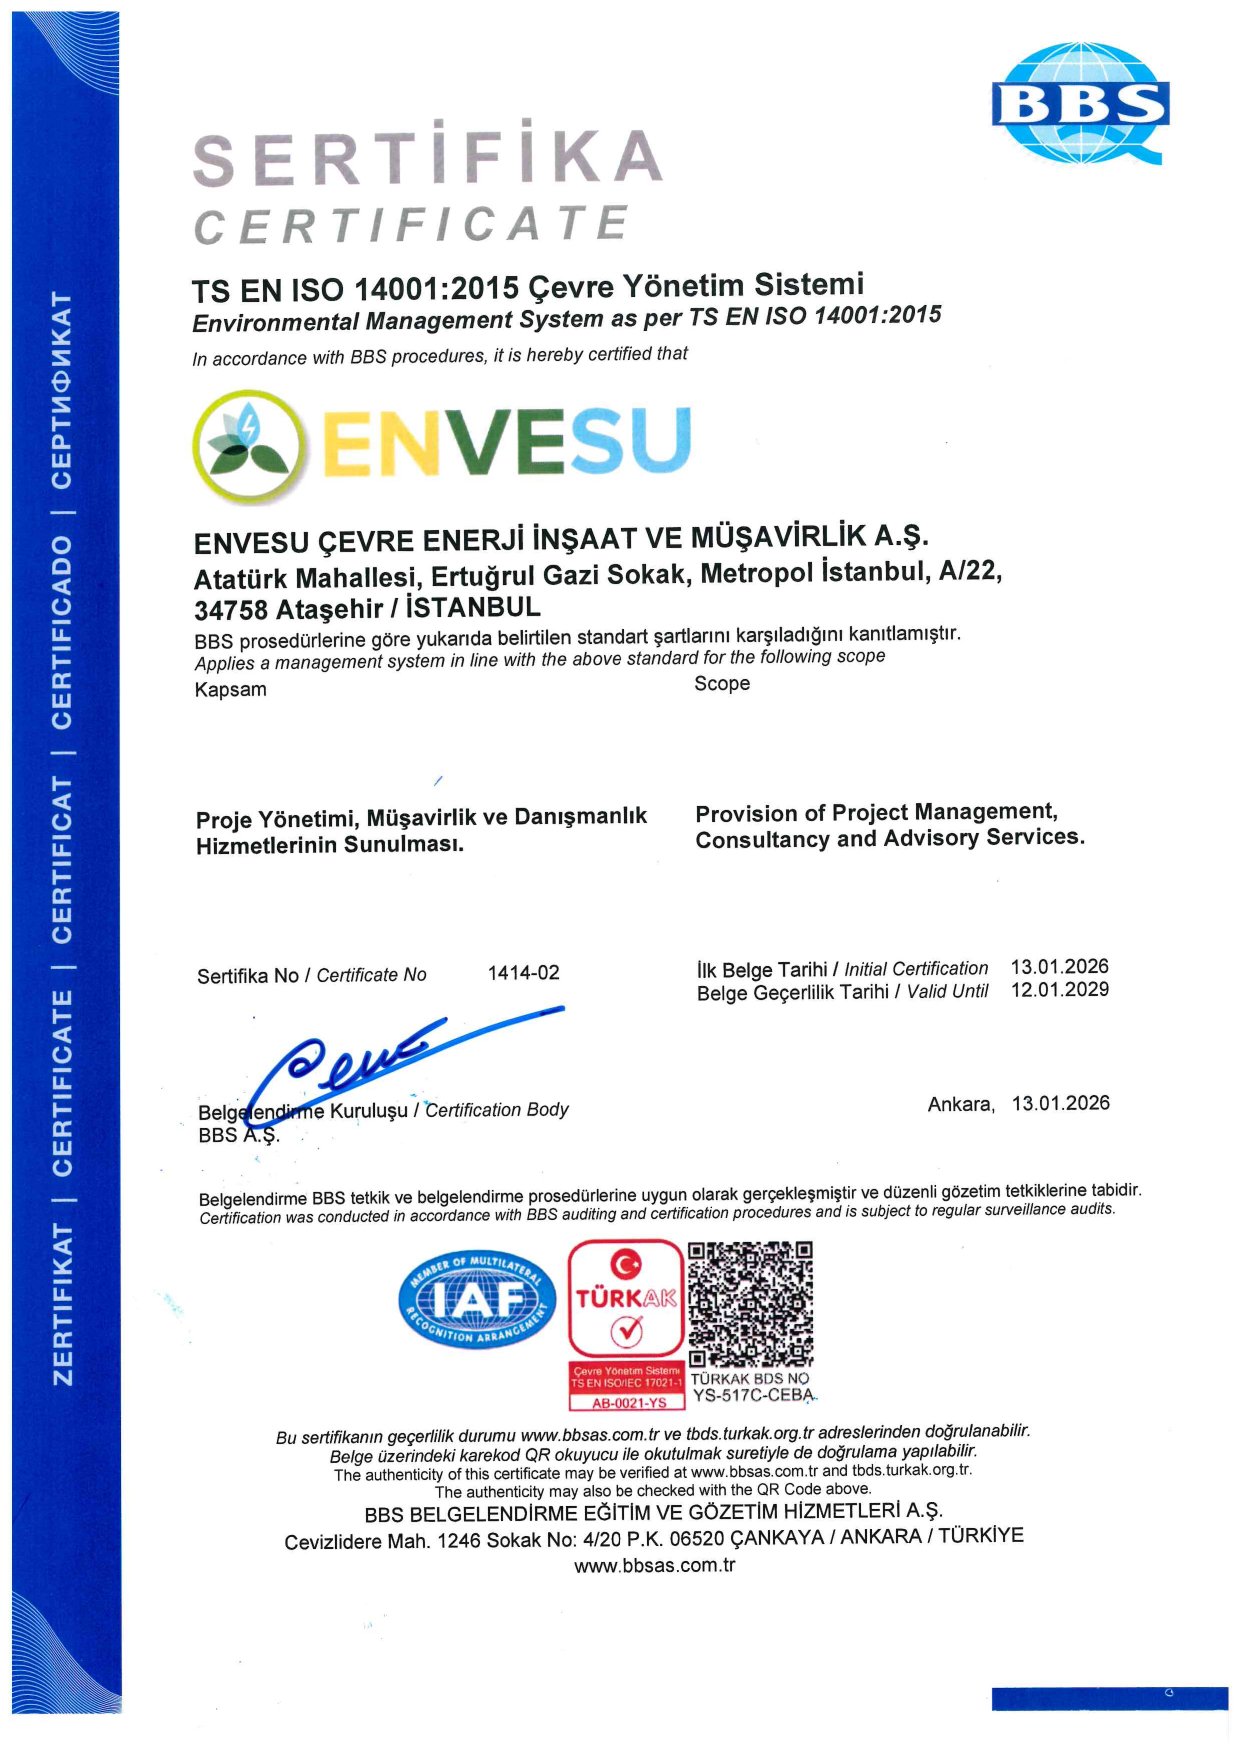 BBS
SERTİFİKA
CERTIFICATE
TS EN ISO 14001:2015 Çevre Yönetim Sistemi
Environmental Management System as per TS EN ISO 14001:2015
In accordance with BBS procedures, it is hereby certified that
ENVESU
ENVESU ÇEVRE ENERJİ İNŞAAT VE MÜŞAVİRLİK A.Ş.
Atatürk Mahallesi, Ertuğrul Gazi Sokak, Metropol İstanbul, A/22,
34758 Ataşehir / İSTANBUL
BBS prosedürlerine göre yukarıda belirtilen standart şartlarını karşıladığını kanıtlamıştır.
Applies a management system in line with the above standard for the following scope
Kapsam
Scope
Proje Yönetimi, Müşavirlik ve Danışmanlık
Hizmetlerinin Sunulması.
Provision of Project Management,
Consultancy and Advisory Services.
Sertifika No / Certificate No 1414-02
İlk Belge Tarihi / Initial Certification 13.01.2026
Belge Geçerlilik Tarihi / Valid Until 12.01.2029
Belgelendirme Kuruluşu / Certification Body
BBS A.Ş.
Ankara, 13.01.2026
Belgelendirme BBS tetkik ve belgelendirme prosedürlerine uygun olarak gerçekleşmiştir ve düzenli gözetim tetkiklerine tabidir.
Certification was conducted in accordance with BBS auditing and certification procedures and is subject to regular surveillance audits.
MEMBER OF MULTILATERAL
IAF
RECOGNITION ARRANGEMENT
TÜRKAK
Çevre Yönetim Sistemi
TS EN ISO/IEC 17021-1
AB-0021-YS
TÜRKAK BDS NO
YS-517C-CEBA
Bu sertifikanın geçerlilik durumu www.bbsas.com.tr ve tbds.turkak.org.tr adreslerinden doğrulanabilir.
Belge üzerindeki karekod QR okuyucu ile okutulmak suretiyle de doğrulama yapılabilir.
The authenticity of this certificate may be verified at www.bbsas.com.tr and tbds.turkak.org.tr.
The authenticity may also be checked with the QR Code above.
BBS BELGELENDİRME EĞİTİM VE GÖZETİM HİZMETLERİ A.Ş.
Cevizlidere Mah. 1246 Sokak No: 4/20 P.K. 06520 ÇANKAYA / ANKARA / TÜRKİYE
www.bbsas.com.tr
ZERTIFIKAT | CERTIFICATE | CERTIFICAT | CERTIFICADO | СЕРТИФИКАТ